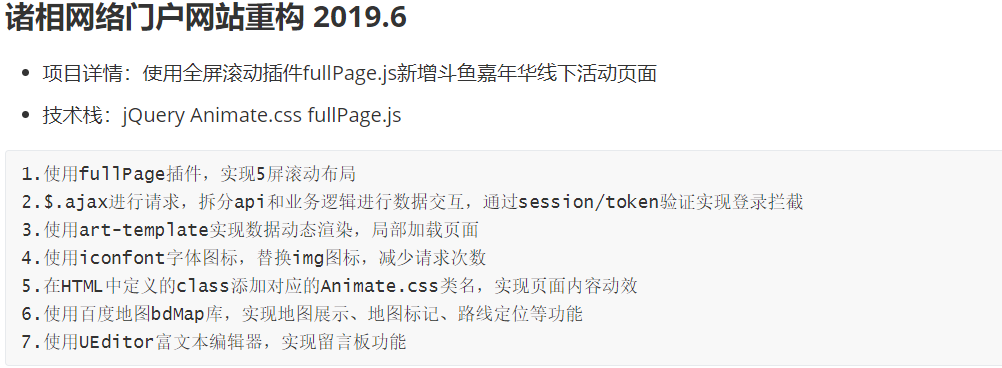 诸相网络门户网站重构 2019.6
项目详情：使用全屏滚动插件fullPage.js新增斗鱼嘉年华线下活动页面
技术栈：jQuery Animate.css fullPage.js
1.使用fullPage插件，实现5屏滚动布局
2.$.ajax进行请求，拆分api和业务逻辑进行数据交互，通过session/token验证实现登录拦截
3.使用art-template实现数据动态渲染，局部加载页面
4.使用iconfont字体图标，替换img图标，减少请求次数
5.在HTML中定义的class添加对应的Animate.css类名，实现页面内容动效
6.使用百度地图bdMap库，实现地图展示、地图标记、路线定位等功能
7.使用UEditor富文本编辑器，实现留言板功能